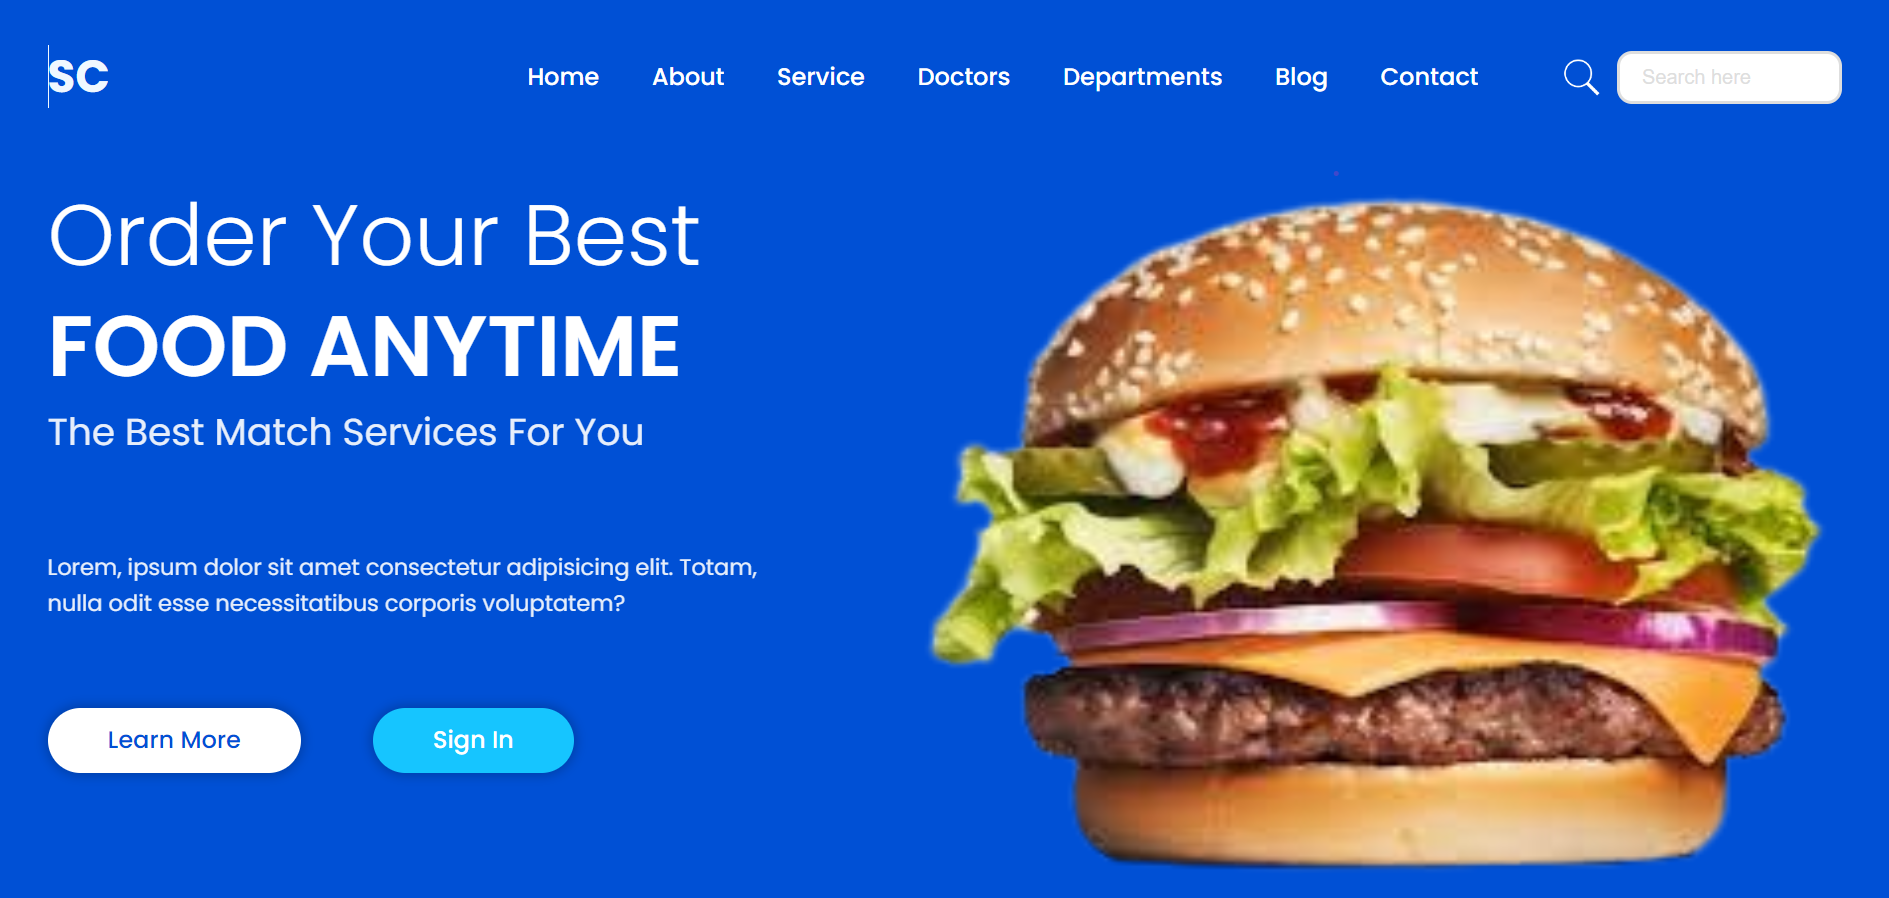 SC
Home About Service Doctors Departments Blog Contact
Search here
Order Your Best
FOOD ANYTIME
The Best Match Services For You
Lorem, ipsum dolor sit amet consectetur adipisicing elit. Totam,
nulla odit esse necessitatibus corporis voluptatem?
Learn More
Sign In